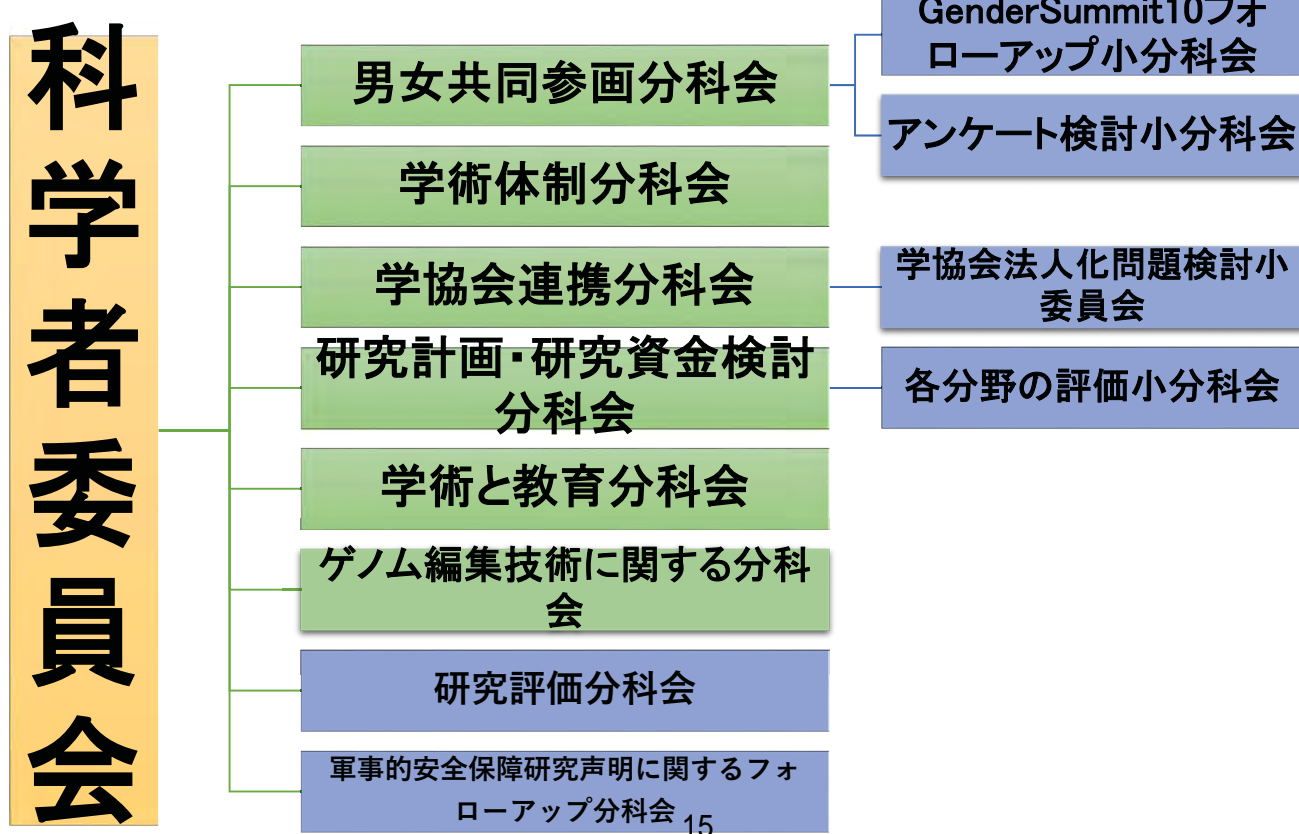 科学者委員会
男女共同参画分科会
GenderSummit10フォ
ローアップ小分科会
アンケート検討小分科会
学術体制分科会
学協会連携分科会
学協会法人化問題検討小
委員会
研究計画・研究資金検討
分科会
各分野の評価小分科会
学術と教育分科会
ゲノム編集技術に関する分科
会
研究評価分科会
軍事的安全保障研究声明に関するフォ
ローアップ分科会
15